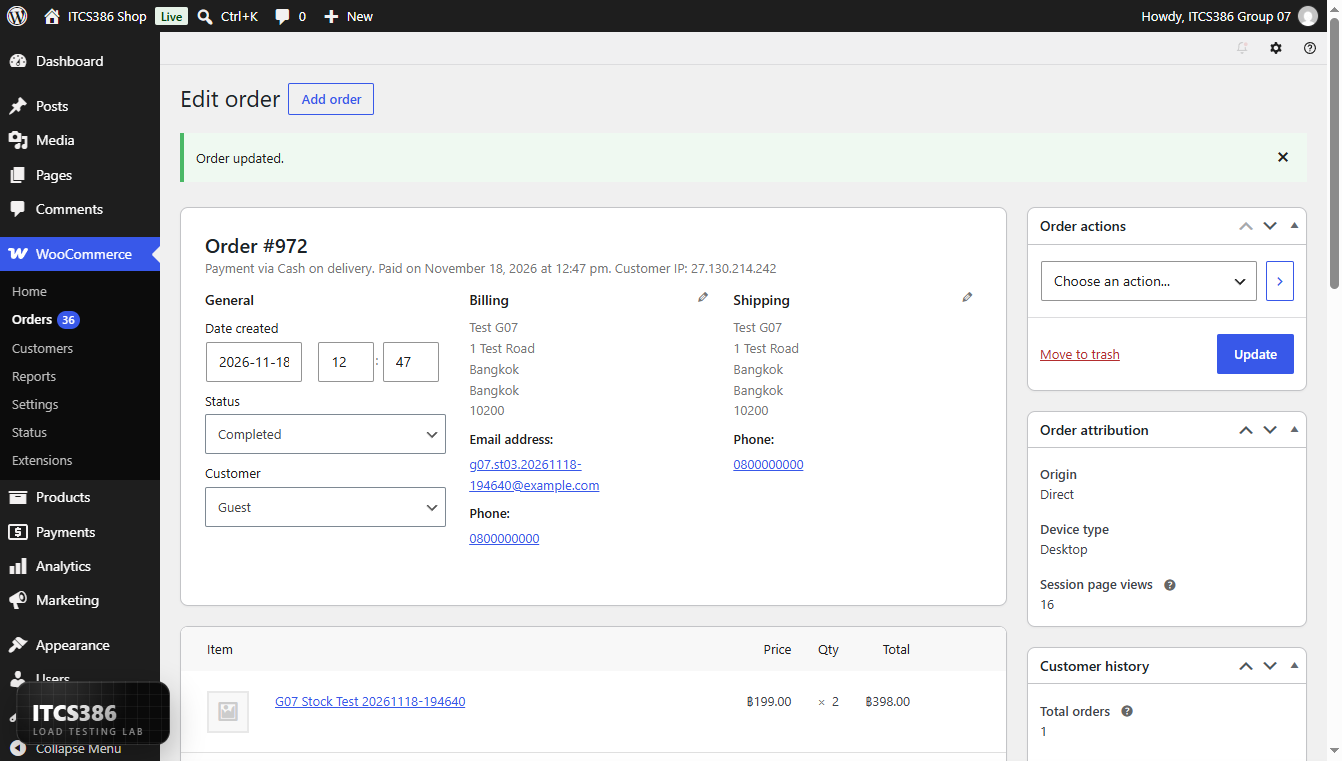 ITCS386 Shop Live Ctrl+K 0 New Howdy, ITCS386 Group 07
Dashboard
Posts
Media
Pages
Comments
WooCommerce
Home
Orders 36
Customers
Reports
Settings
Status
Extensions
Products
Payments
Analytics
Marketing
Appearance
Users
ITCS386
LOAD TESTING LAB
Collapse Menu
Edit order Add order
Order updated.
Order #972
Payment via Cash on delivery. Paid on November 18, 2026 at 12:47 pm. Customer IP: 27.130.214.242
General
Date created
2026-11-18 12 : 47
Status
Completed
Customer
Guest
Billing
Test G07
1 Test Road
Bangkok
Bangkok
10200
Email address:
g07.st03.20261118-
194640@example.com
Phone:
0800000000
Shipping
Test G07
1 Test Road
Bangkok
Bangkok
10200
Phone:
0800000000
Item Price Qty Total
G07 Stock Test 20261118-194640 ฿199.00 × 2 ฿398.00
Order actions
Choose an action...
Move to trash Update
Order attribution
Origin
Direct
Device type
Desktop
Session page views
16
Customer history
Total orders
1